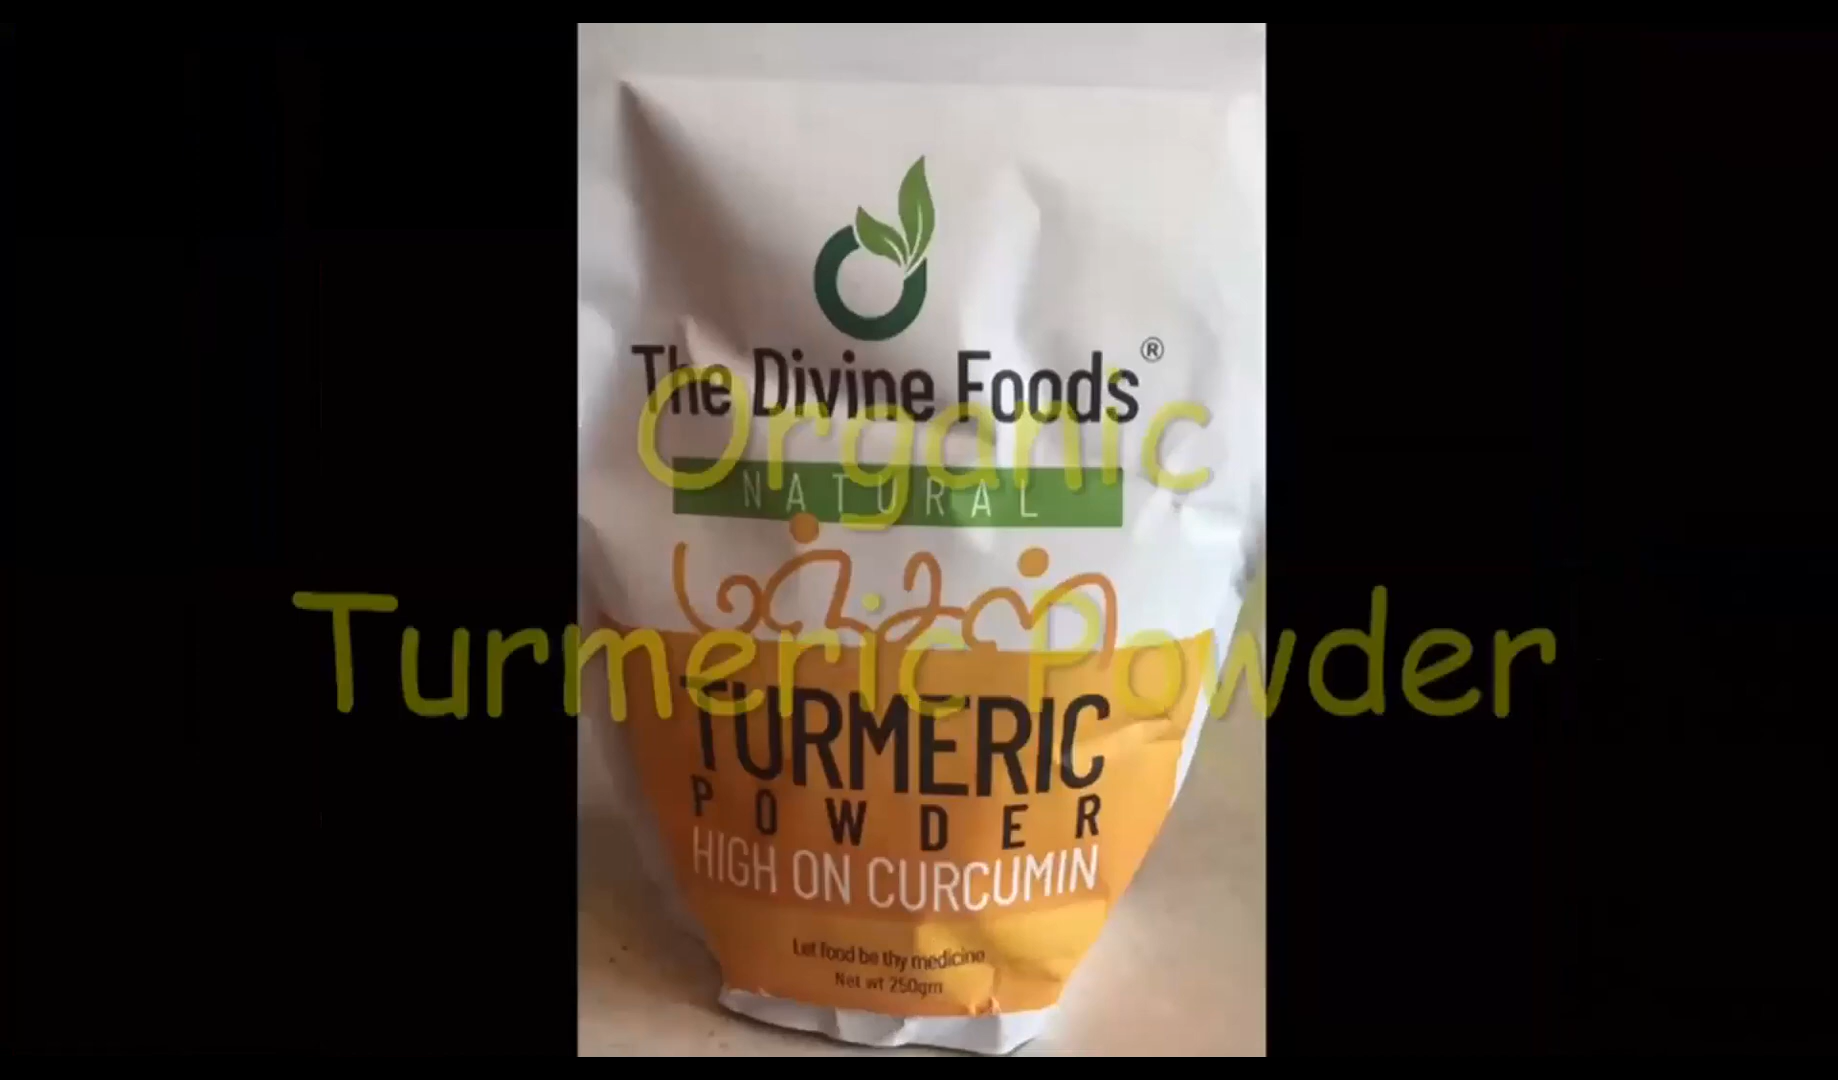 The Divine Foods®
Organic
NATURAL
மஞ்சள்
Turmeric Powder
TURMERIC
POWDER
HIGH ON CURCUMIN
Let food be thy medicine
Net wt 250gm